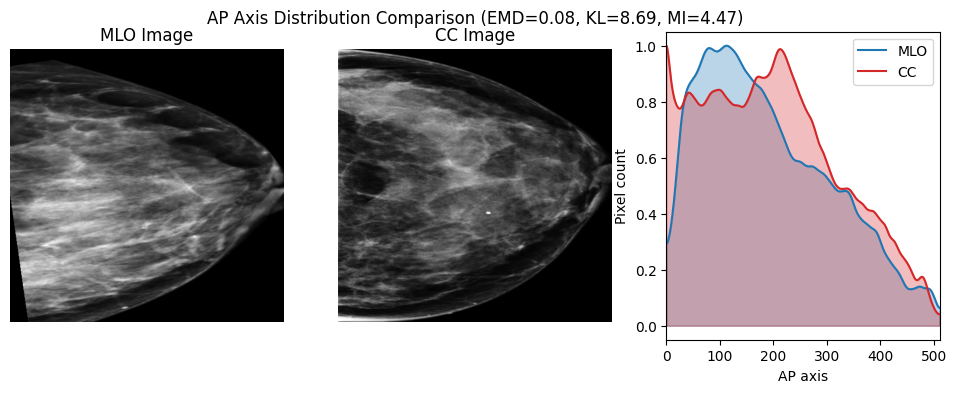 AP Axis Distribution Comparison (EMD=0.08, KL=8.69, MI=4.47)
MLO Image
CC Image
MLO
CC
Pixel count
1.0
0.8
0.6
0.4
0.2
0.0
0 100 200 300 400 500
AP axis